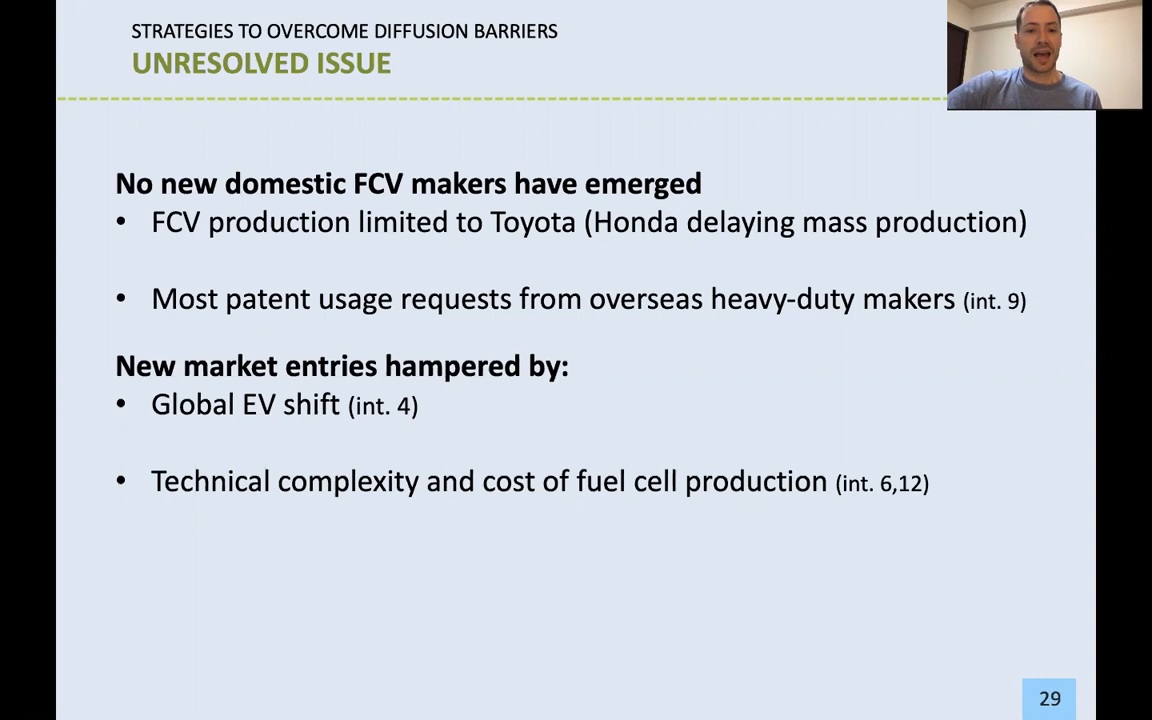 STRATEGIES TO OVERCOME DIFFUSION BARRIERS
UNRESOLVED ISSUE
No new domestic FCV makers have emerged
• FCV production limited to Toyota (Honda delaying mass production)
• Most patent usage requests from overseas heavy-duty makers (int. 9)
New market entries hampered by:
• Global EV shift (int. 4)
• Technical complexity and cost of fuel cell production (int. 6,12)
29